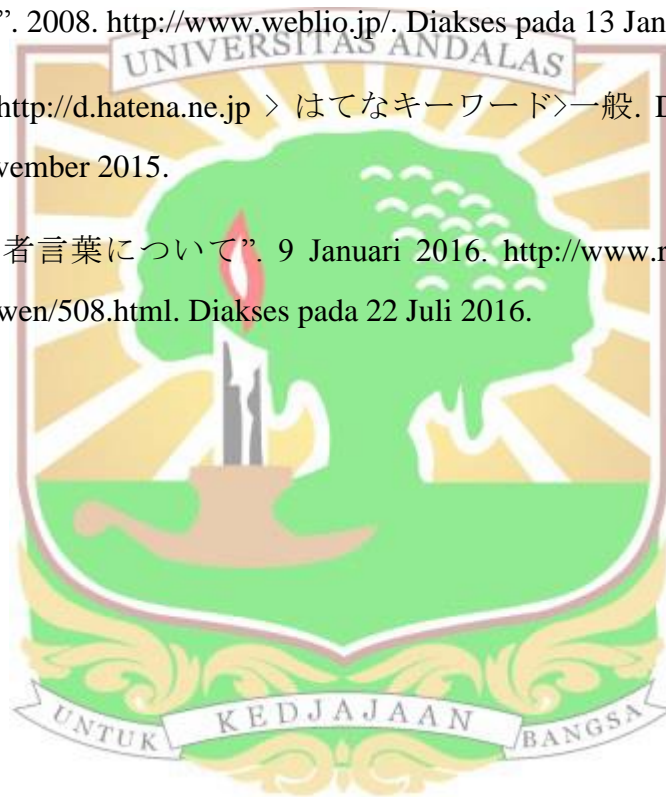 ”. 2008. http://www.weblio.jp/. Diakses pada 13 Jan
UNIVERSITAS ANDALAS
http://d.hatena.ne.jp > はてなキーワード>一般. D
vember 2015.
者言葉について”. 9 Januari 2016. http://www.r
wen/508.html. Diakses pada 22 Juli 2016.
UNTUK KEDJAJAAN BANGSA